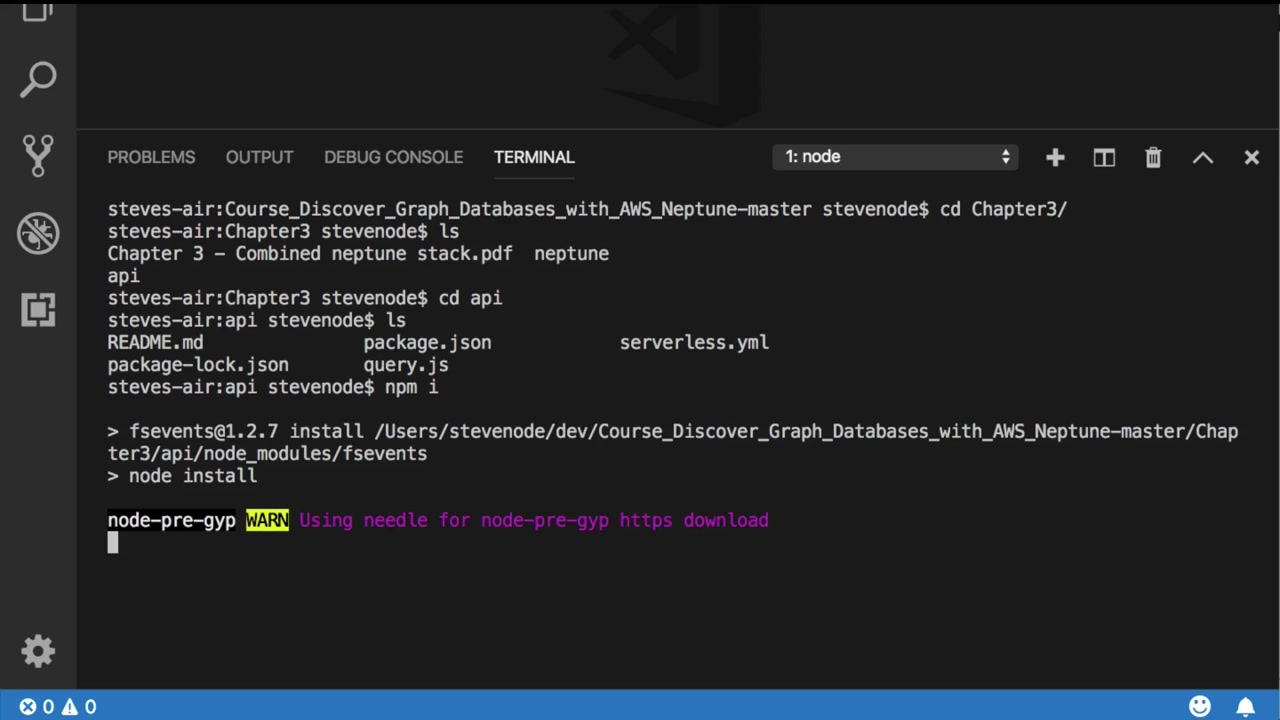 PROBLEMS OUTPUT DEBUG CONSOLE TERMINAL 1: node
steves-air:Course_Discover_Graph_Databases_with_AWS_Neptune-master stevenode$ cd Chapter3/
steves-air:Chapter3 stevenode$ ls
Chapter 3 - Combined neptune stack.pdf neptune
api
steves-air:Chapter3 stevenode$ cd api
steves-air:api stevenode$ ls
README.md package.json serverless.yml
package-lock.json query.js
steves-air:api stevenode$ npm i
> fsevents@1.2.7 install /Users/stevenode/dev/Course_Discover_Graph_Databases_with_AWS_Neptune-master/Chap
ter3/api/node_modules/fsevents
> node install
node-pre-gyp WARN Using needle for node-pre-gyp https download
0 0